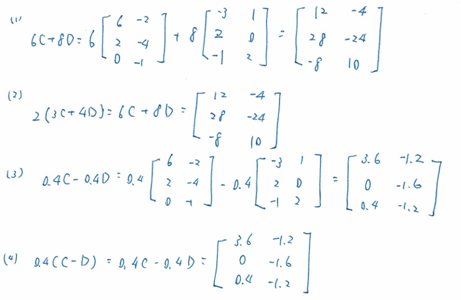 (1) 6C+8D = 6 [6 -2; 2 -4; 0 -1] + 8 [-3 1; 2 0; -1 2] = [12 -4; 28 -24; -8 10]
(2) 2(3C+4D) = 6C+8D = [12 -4; 28 -24; -8 10]
(3) 0.4C-0.4D = 0.4 [6 -2; 2 -4; 0 -1] - 0.4 [-3 1; 2 0; -1 2] = [3.6 -1.2; 0 -1.6; 0.4 -1.2]
(4) 0.4(C-D) = 0.4C-0.4D = [3.6 -1.2; 0 -1.6; 0.4 -1.2]